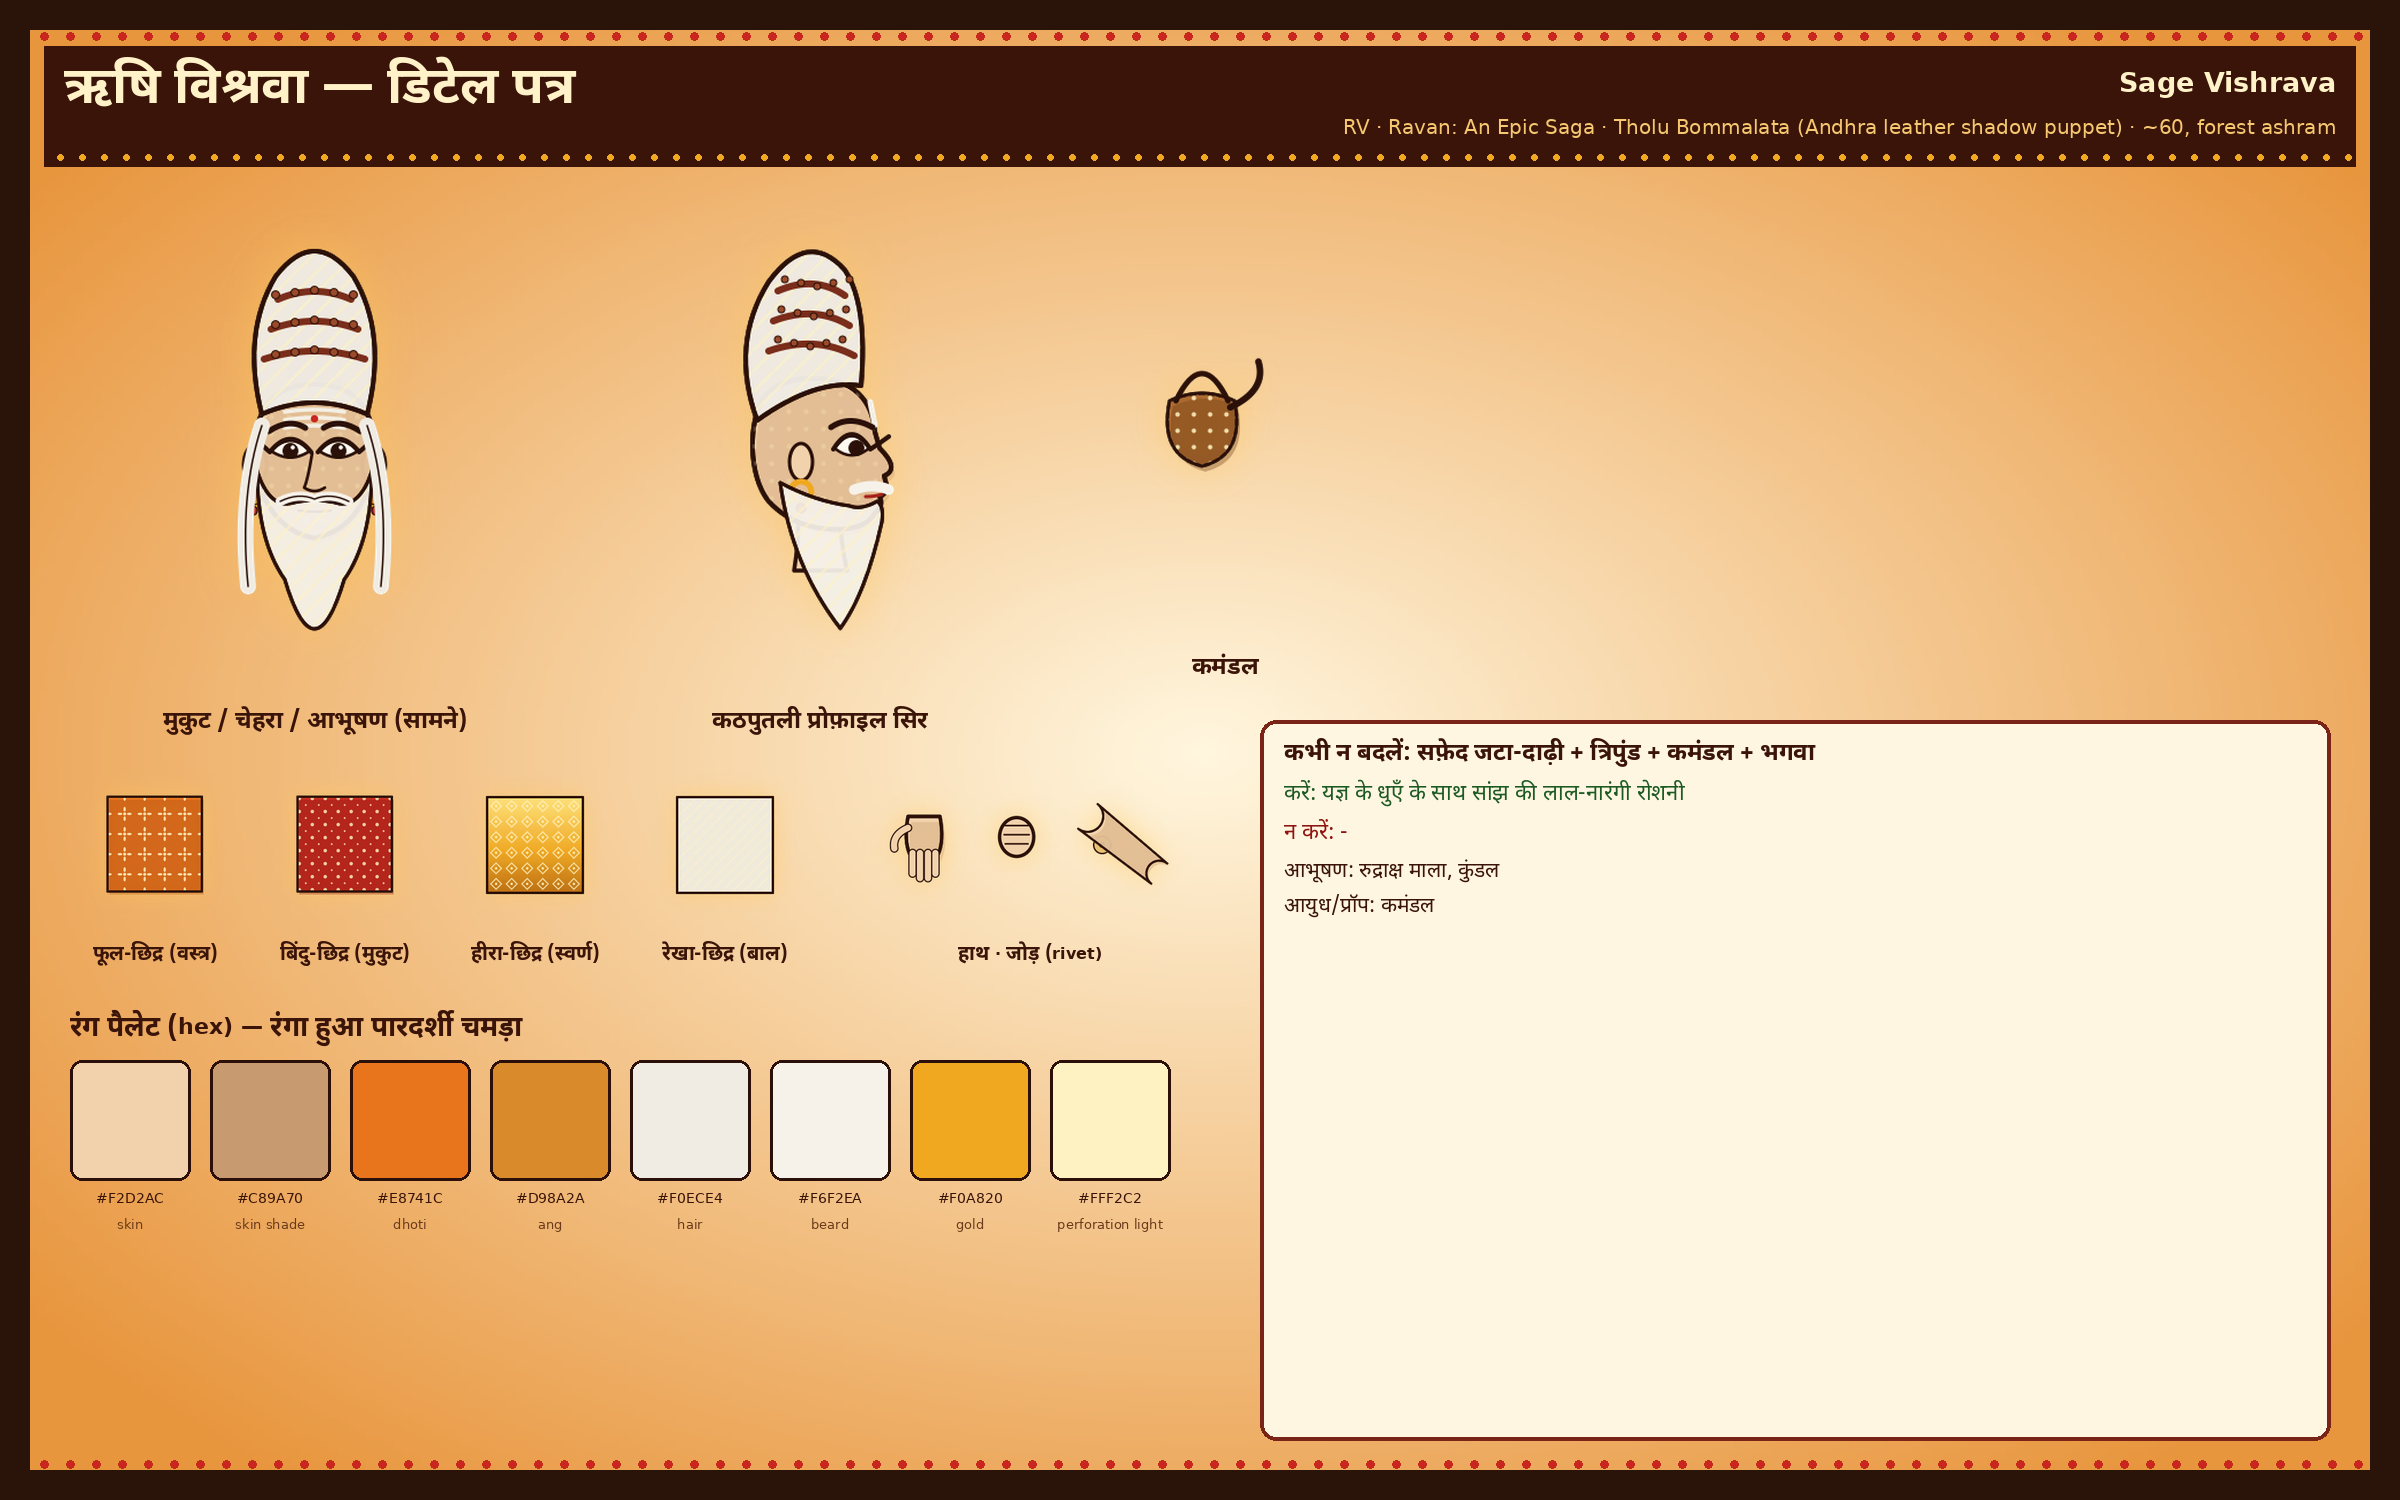 ऋषि विश्रवा — डिटेल पत्र
Sage Vishrava
RV · Ravan: An Epic Saga · Tholu Bommalata (Andhra leather shadow puppet) · ~60, forest ashram
कमंडल
मुकुट / चेहरा / आभूषण (सामने)
कठपुतली प्रोफ़ाइल सिर
कभी न बदलें: सफ़ेद जटा-दाढ़ी + त्रिपुंड + कमंडल + भगवा
करें: यज्ञ के धुएँ के साथ सांझ की लाल-नारंगी रोशनी
न करें: -
आभूषण: रुद्राक्ष माला, कुंडल
आयुध/प्रॉप: कमंडल
फूल-छिद्र (वस्त्र)
बिंदु-छिद्र (मुकुट)
हीरा-छिद्र (स्वर्ण)
रेखा-छिद्र (बाल)
हाथ · जोड़ (rivet)
रंग पैलेट (hex) — रंगा हुआ पारदर्शी चमड़ा
#F2D2AC
#C89A70
#E8741C
#D98A2A
#F0ECE4
#F6F2EA
#F0A820
#FFF2C2
skin
skin shade
dhoti
ang
hair
beard
gold
perforation light